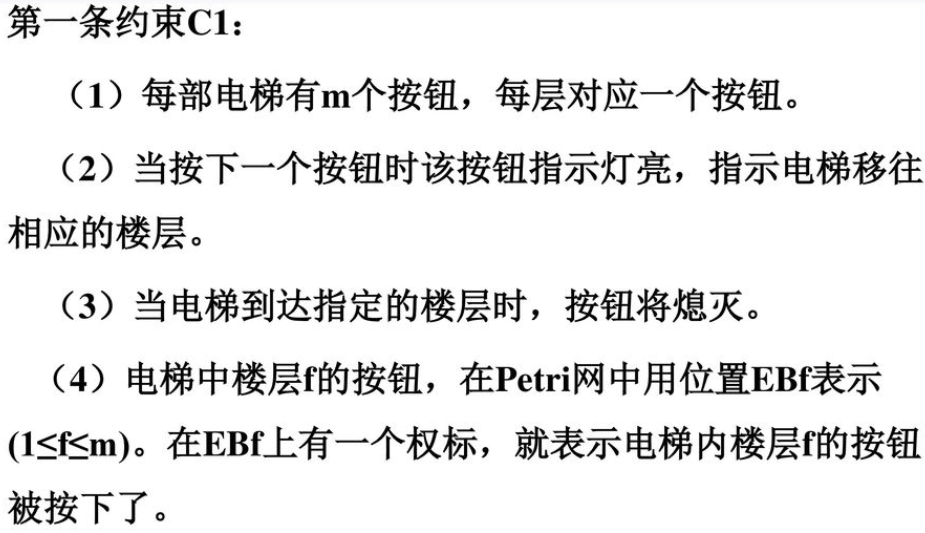 第一条约束C1：
（1）每部电梯有m个按钮，每层对应一个按钮。
（2）当按下一个按钮时该按钮指示灯亮，指示电梯移往
相应的楼层。
（3）当电梯到达指定的楼层时，按钮将熄灭。
（4）电梯中楼层f的按钮，在Petri网中用位置EBf表示
(1≤f≤m)。在EBf上有一个权标，就表示电梯内楼层f的按钮
被按下了。